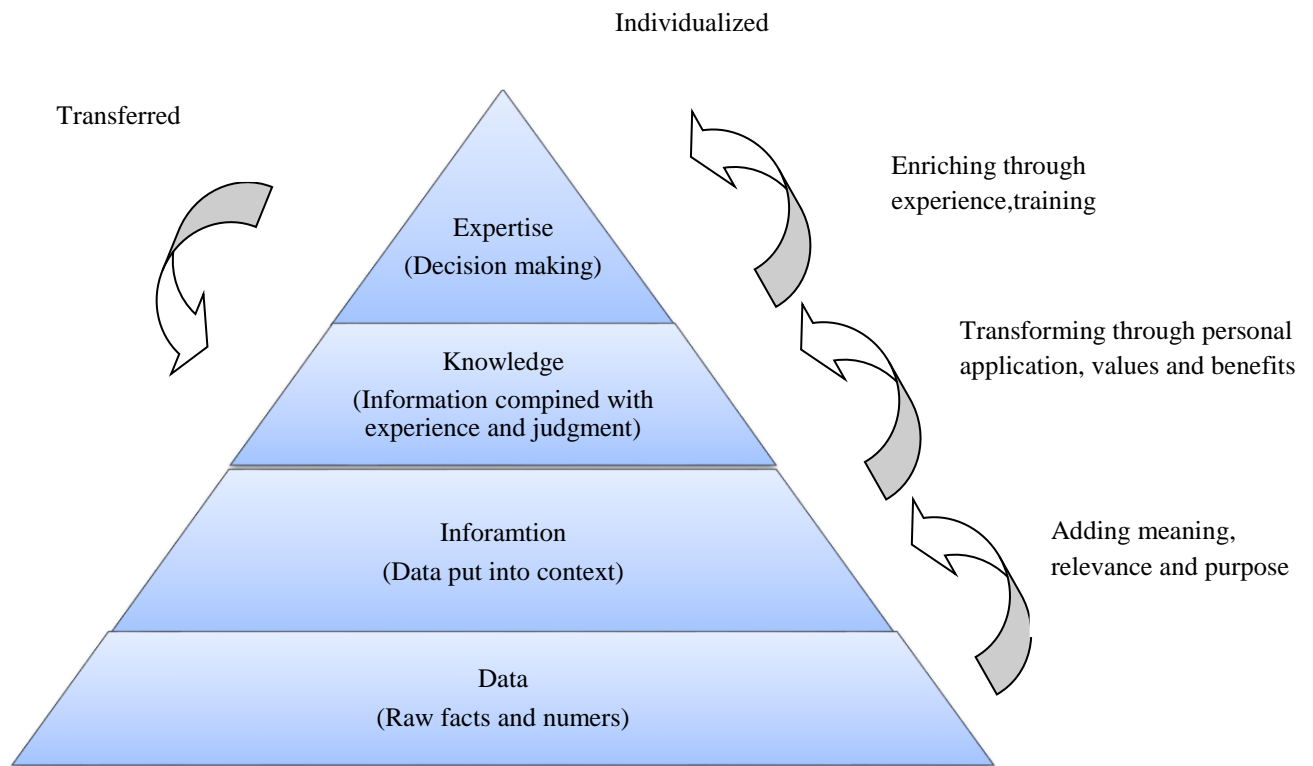 Individualized
Transferred
Enriching through
experience,training
Expertise
(Decision making)
Transforming through personal
application, values and benefits
Knowledge
(Information compined with
experience and judgment)
Adding meaning,
relevance and purpose
Inforamtion
(Data put into context)
Data
(Raw facts and numers)